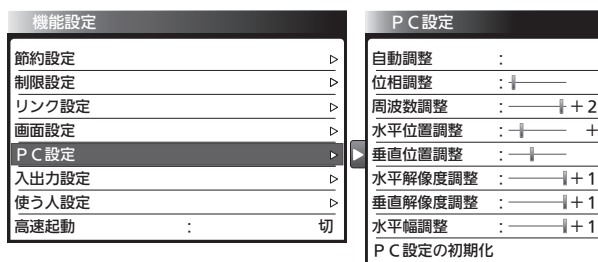 機能設定
節約設定
制限設定
リンク設定
画面設定
ＰＣ設定
入出力設定
使う人設定
高速起動 : 切
ＰＣ設定
自動調整 :
位相調整 :
周波数調整 : +2
水平位置調整 : +
垂直位置調整 :
水平解像度調整 : +1
垂直解像度調整 : +1
水平幅調整 : +1
ＰＣ設定の初期化